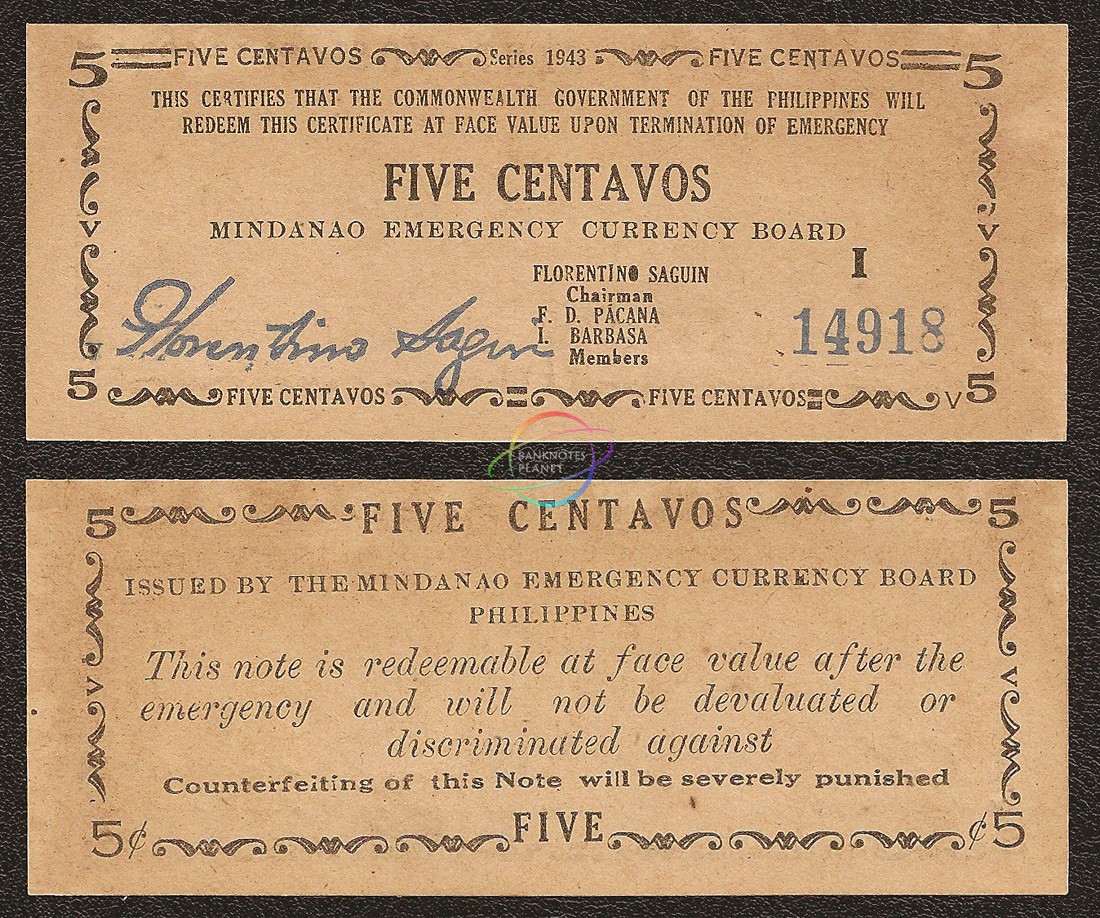 5 FIVE CENTAVOS Series 1943 FIVE CENTAVOS 5
THIS CERTIFIES THAT THE COMMONWEALTH GOVERNMENT OF THE PHILIPPINES WILL
REDEEM THIS CERTIFICATE AT FACE VALUE UPON TERMINATION OF EMERGENCY
FIVE CENTAVOS
V MINDANAO EMERGENCY CURRENCY BOARD V
I
FLORENTINO SAGUIN
Chairman
F. D. PACANA
I. BARBASA
Members
Florentino Saguin
14918
5 FIVE CENTAVOS FIVE CENTAVOS V 5
BANKNOTES
PLANET
5 FIVE CENTAVOS 5
ISSUED BY THE MINDANAO EMERGENCY CURRENCY BOARD
PHILIPPINES
This note is redeemable at face value after the
V emergency and will not be devaluated or V
discriminated against
Counterfeiting of this Note will be severely punished
5¢ FIVE ¢5